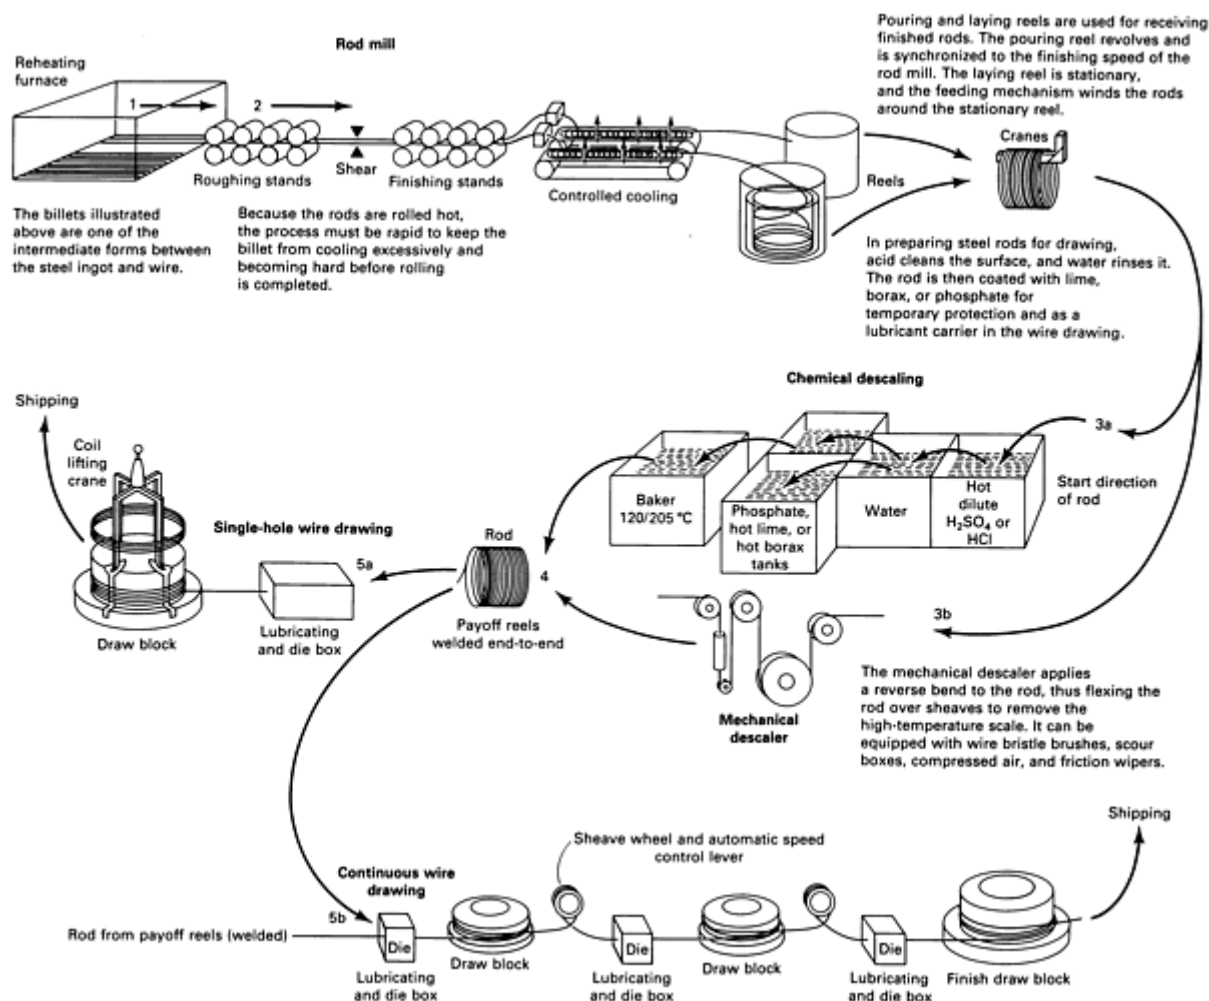 Rod mill
Reheating
furnace
1
2
Roughing stands
Shear
Finishing stands
Controlled cooling
Reels
Cranes
Pouring and laying reels are used for receiving
finished rods. The pouring reel revolves and
is synchronized to the finishing speed of the
rod mill. The laying reel is stationary,
and the feeding mechanism winds the rods
around the stationary reel.
The billets illustrated
above are one of the
intermediate forms between
the steel ingot and wire.
Because the rods are rolled hot,
the process must be rapid to keep the
billet from cooling excessively and
becoming hard before rolling
is completed.
In preparing steel rods for drawing,
acid cleans the surface, and water rinses it.
The rod is then coated with lime,
borax, or phosphate for
temporary protection and as a
lubricant carrier in the wire drawing.
Chemical descaling
3a
Start direction
of rod
Hot
dilute
H₂SO₄ or
HCl
Water
Phosphate,
hot lime, or
hot borax
tanks
Baker
120/205 °C
Shipping
Coil
lifting
crane
Single-hole wire drawing
5a
Rod
4
Draw block
Lubricating
and die box
Payoff reels
welded end-to-end
3b
Mechanical
descaler
The mechanical descaler applies
a reverse bend to the rod, thus flexing the
rod over sheaves to remove the
high-temperature scale. It can be
equipped with wire bristle brushes, scour
boxes, compressed air, and friction wipers.
Sheave wheel and automatic speed
control lever
Shipping
Continuous wire
drawing
5b
Rod from payoff reels (welded)
Die
Lubricating
and die box
Draw block
Die
Lubricating
and die box
Draw block
Die
Lubricating
and die box
Finish draw block